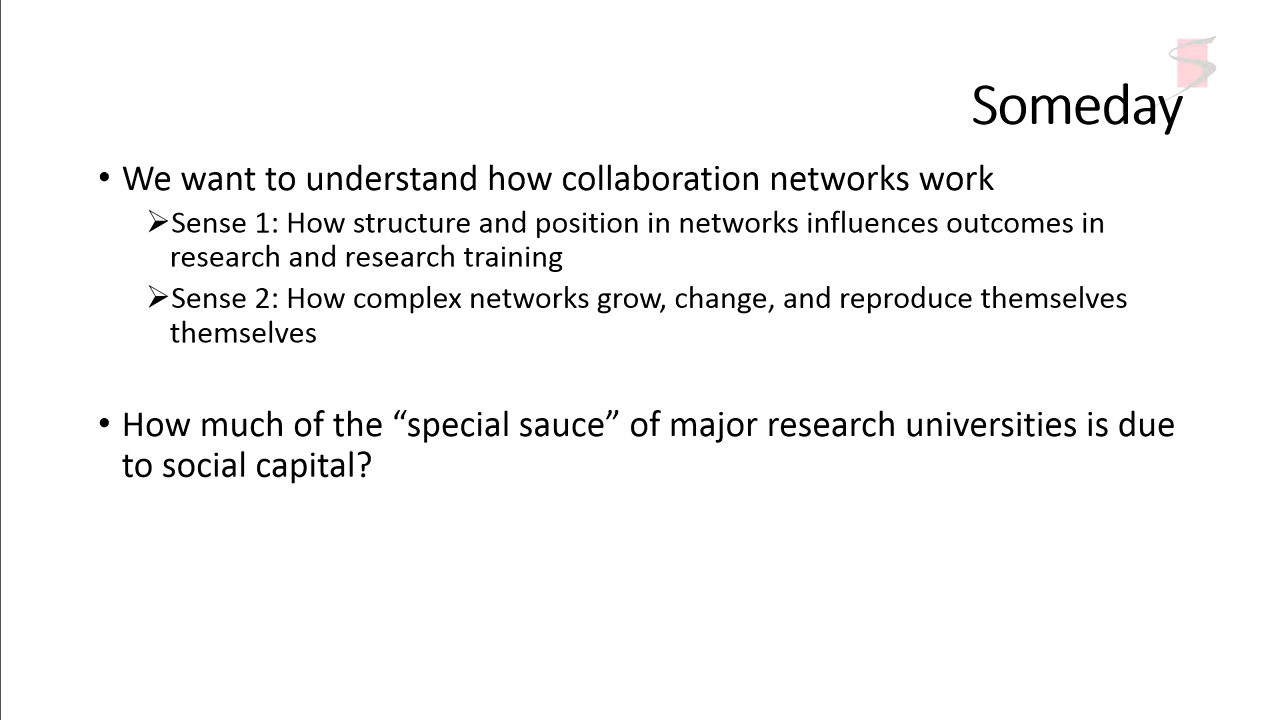 Someday
• We want to understand how collaboration networks work
➢Sense 1: How structure and position in networks influences outcomes in
research and research training
➢Sense 2: How complex networks grow, change, and reproduce themselves
themselves
• How much of the “special sauce” of major research universities is due
to social capital?